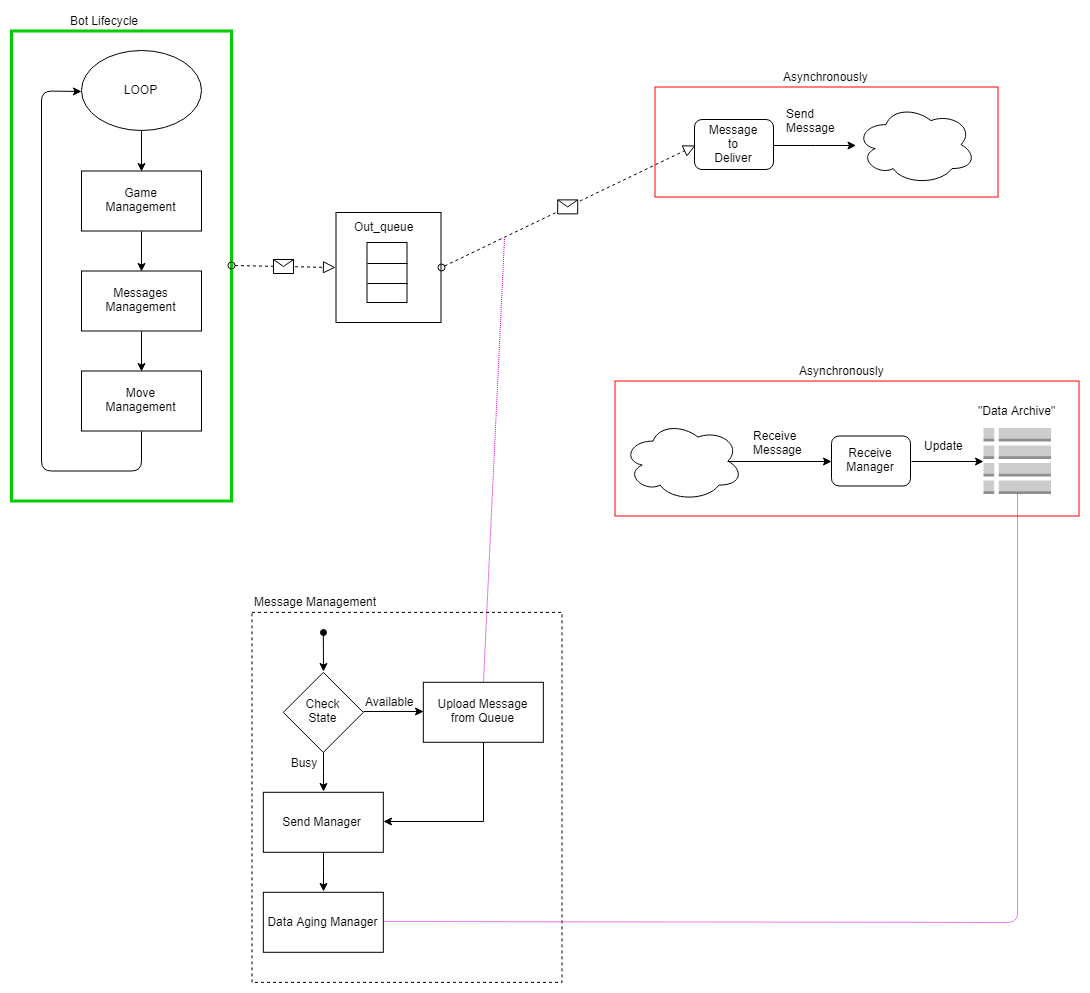 Bot Lifecycle
LOOP
Game
Management
Messages
Management
Move
Management
Out_queue
Asynchronously
Message
to
Deliver
Send
Message
Asynchronously
Receive
Message
Receive
Manager
Update
"Data Archive"
Message Management
Check
State
Available
Upload Message
from Queue
Busy
Send Manager
Data Aging Manager